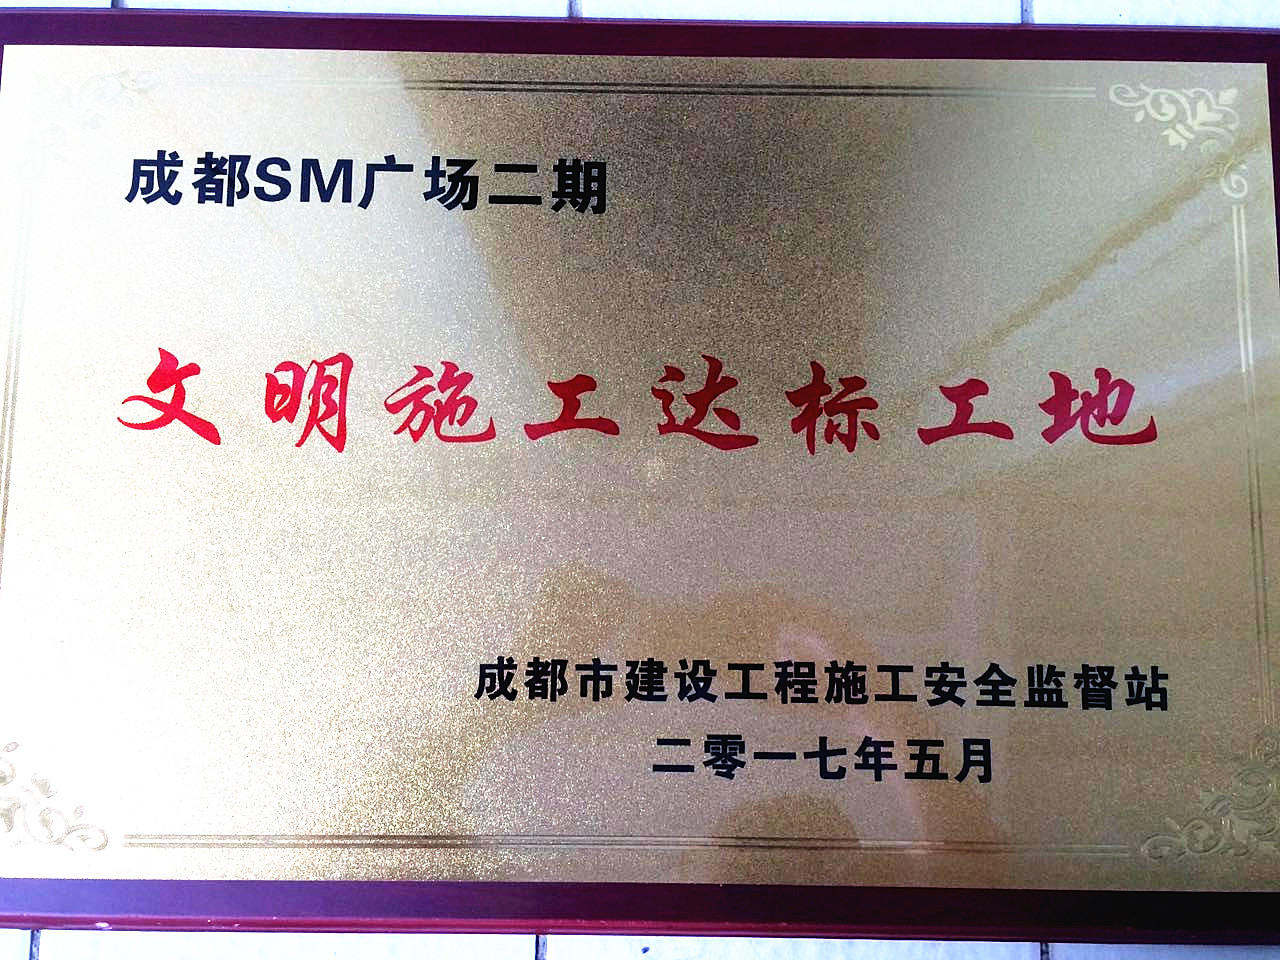 成都SM广场二期
文明施工达标工地
成都市建设工程施工安全监督站
二零一七年五月